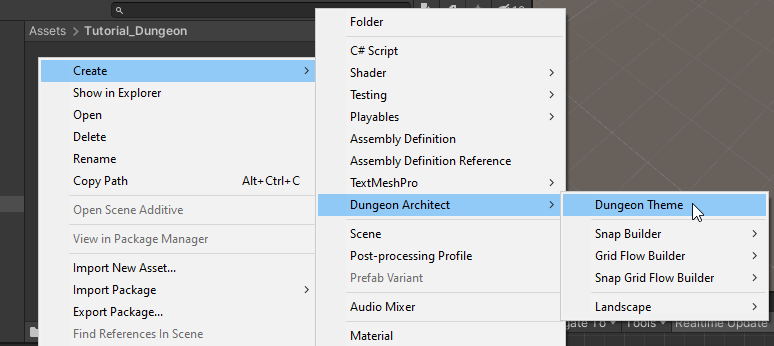 Assets > Tutorial_Dungeon
Create
Show in Explorer
Open
Delete
Rename
Copy Path Alt+Ctrl+C
Open Scene Additive
View in Package Manager
Import New Asset...
Import Package
Export Package...
Find References In Scene
Folder
C# Script
Shader
Testing
Playables
Assembly Definition
Assembly Definition Reference
TextMeshPro
Dungeon Architect
Scene
Post-processing Profile
Prefab Variant
Audio Mixer
Material
Dungeon Theme
Snap Builder
Grid Flow Builder
Snap Grid Flow Builder
Landscape
To Tools Realtime Update